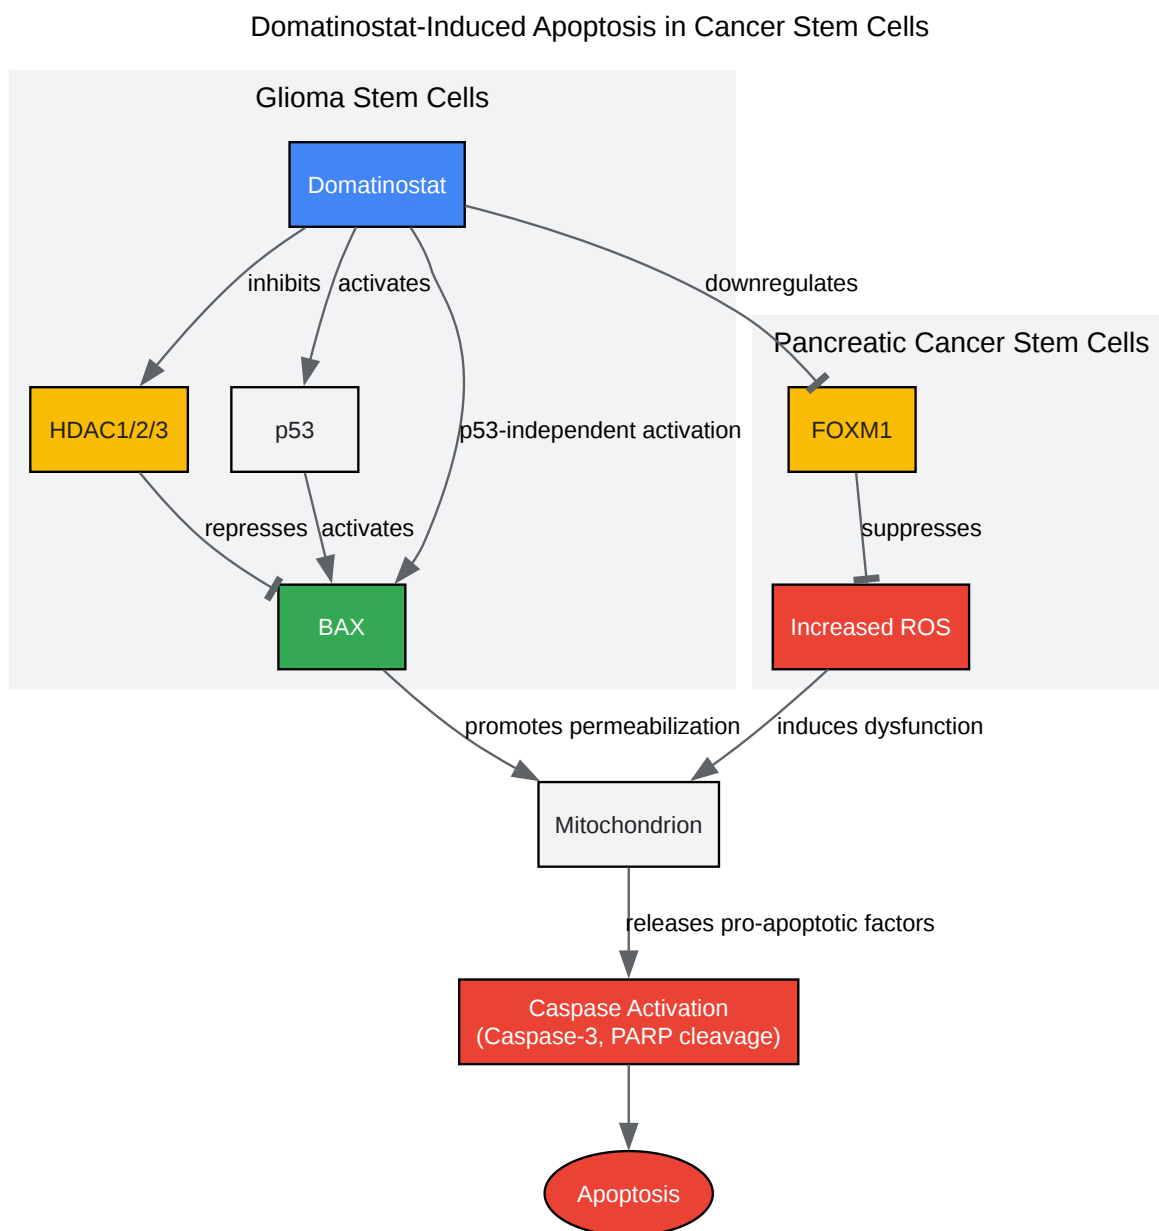 Domatinostat-Induced Apoptosis in Cancer Stem Cells
Glioma Stem Cells
Domatinostat
inhibits
activates
downregulates
Pancreatic Cancer Stem Cells
HDAC1/2/3
p53
p53-independent activation
FOXM1
represses
activates
suppresses
BAX
Increased ROS
promotes permeabilization
induces dysfunction
Mitochondrion
releases pro-apoptotic factors
Caspase Activation
(Caspase-3, PARP cleavage)
Apoptosis